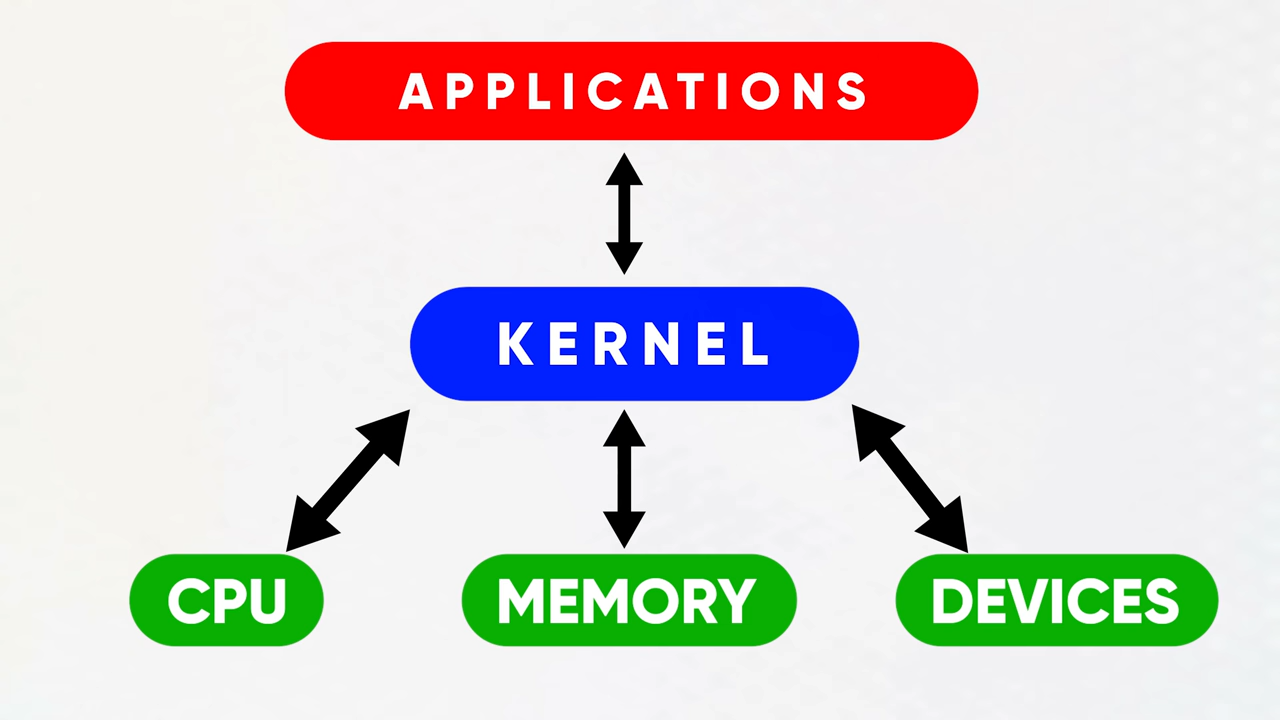 APPLICATIONS
KERNEL
CPU
MEMORY
DEVICES